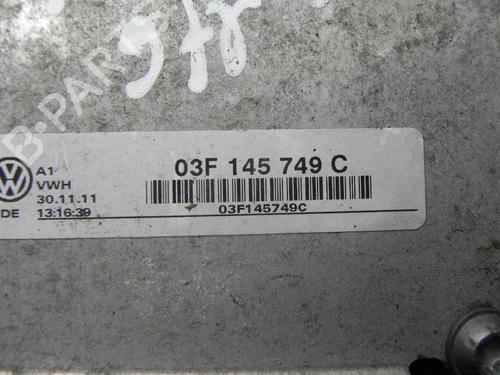 B-PARTS
A1
VWH
30.11.11
DE
13:16:39
03F 145 749 C
03F145749C